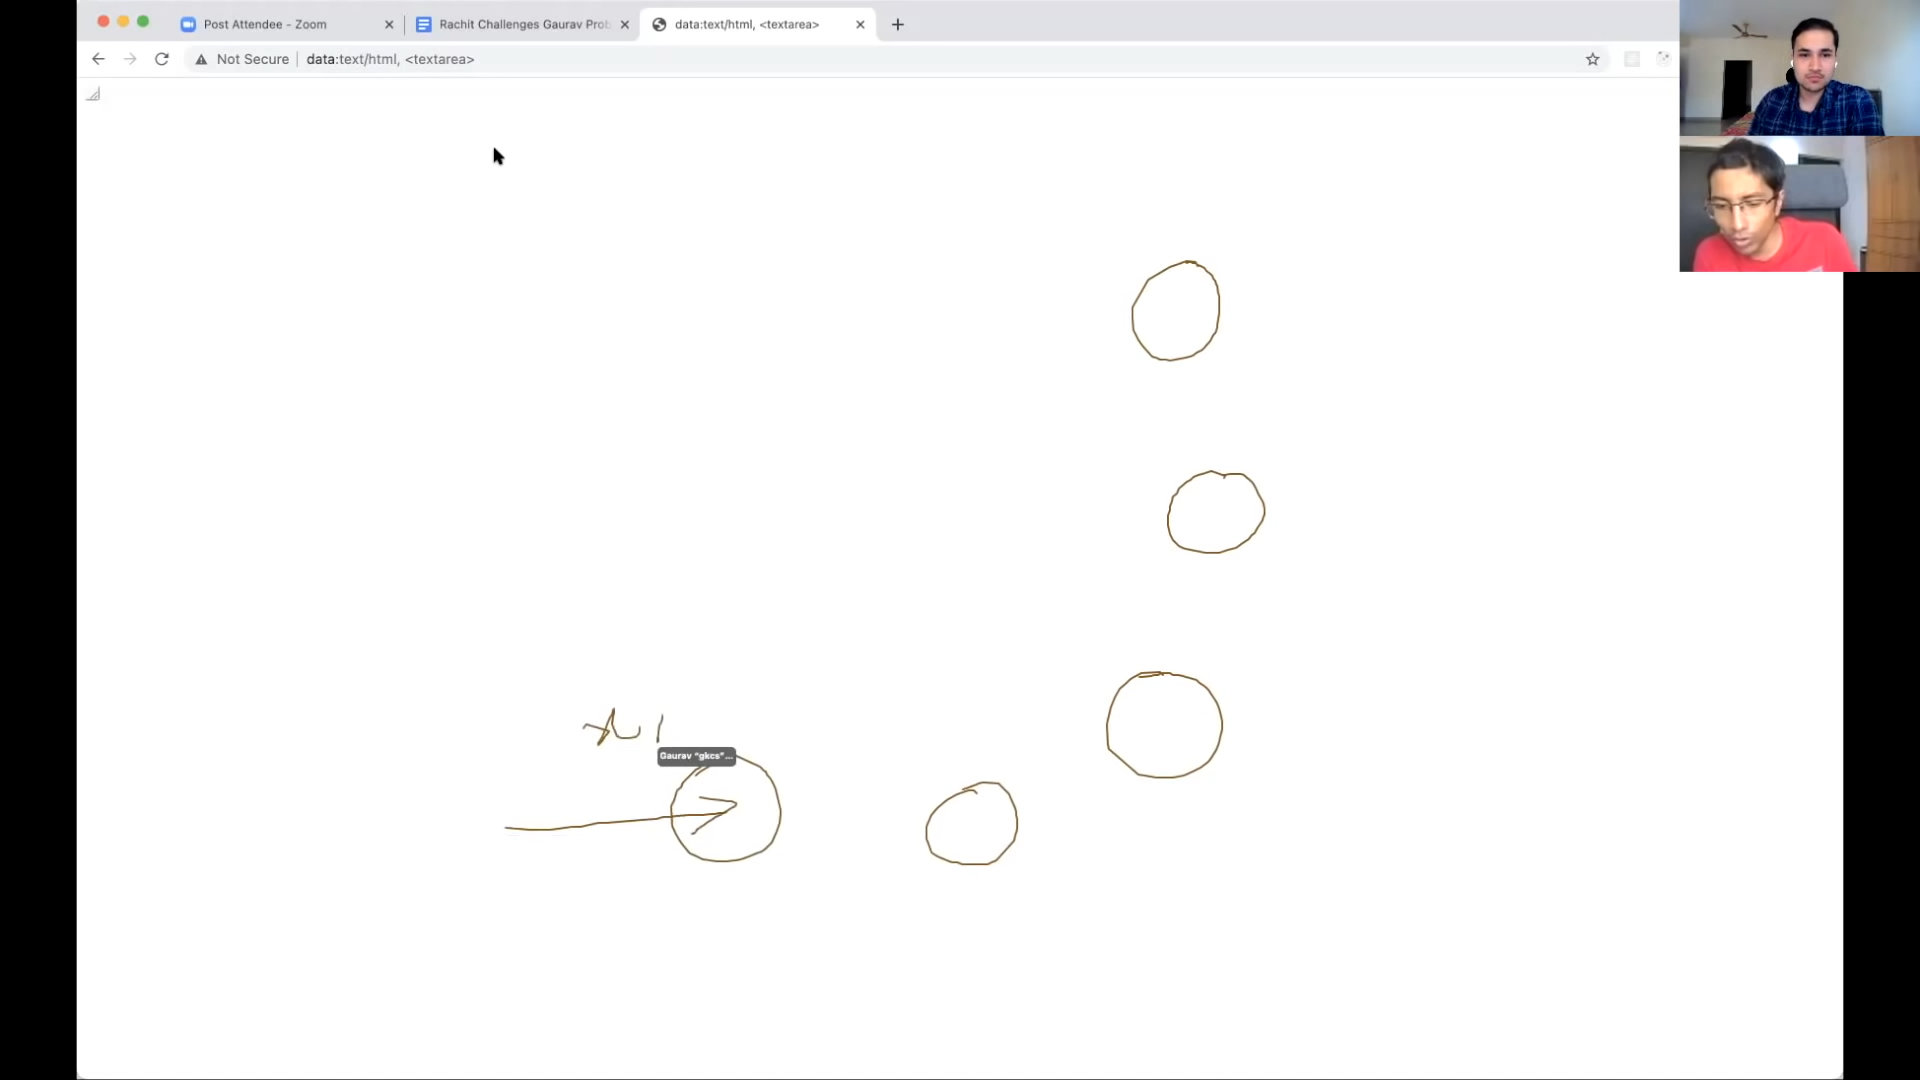 Post Attendee - Zoom
Rachit Challenges Gaurav Prob
data:text/html, <textarea>
Not Secure
data:text/html, <textarea>
Gaurav "gkcs"...